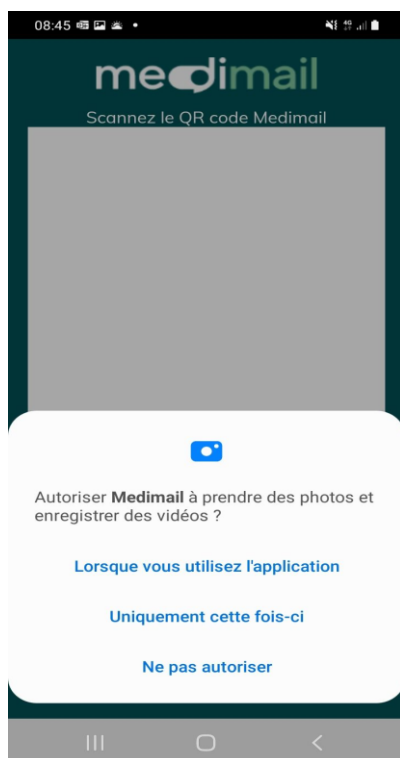 08:45
medimail
Scannez le QR code Medimail
Autoriser Medimail à prendre des photos et
enregistrer des vidéos ?
Lorsque vous utilisez l'application
Uniquement cette fois-ci
Ne pas autoriser